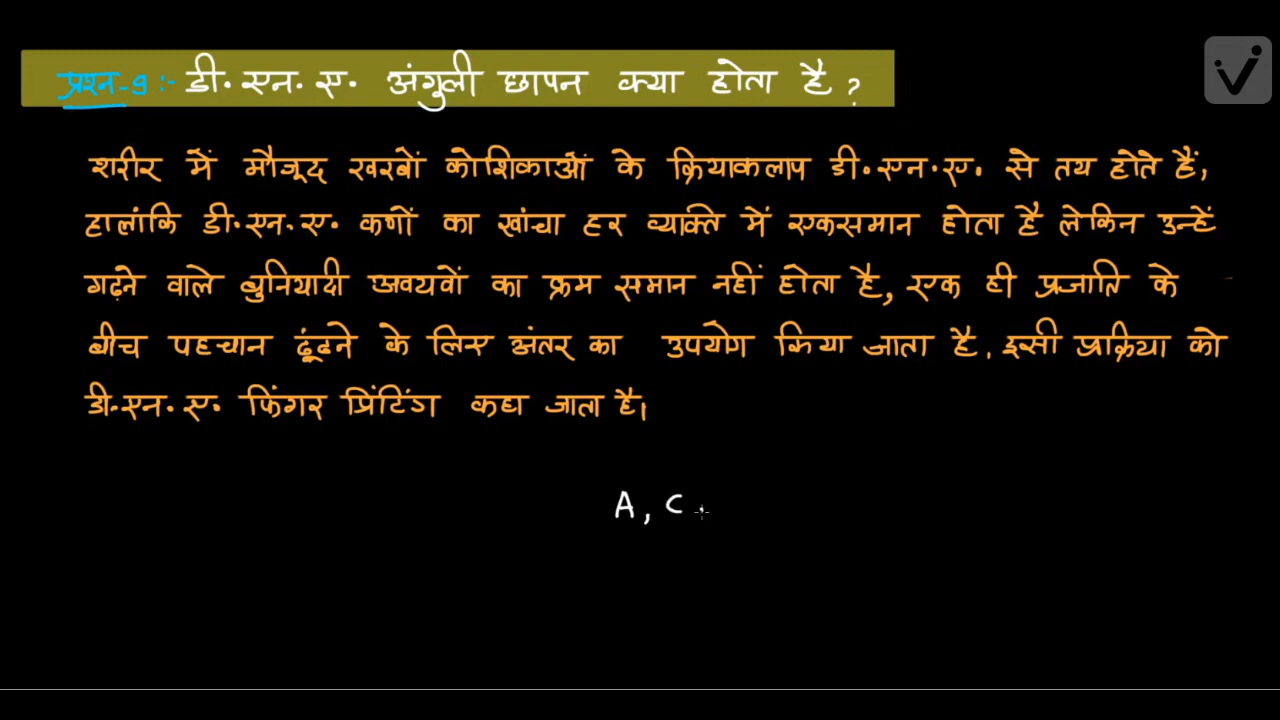 प्रश्न-9:- डी.एन.ए. अंगुली छापन क्या होता है ?
शरीर में मौजूद खरबों कोशिकाओं के क्रियाकलाप डी.एन.ए. से तय होते हैं,
हालांकि डी.एन.ए. कणों का खांचा हर व्यक्ति में एकसमान होता है लेकिन उन्हें
गढ़ने वाले बुनियादी अवयवों का क्रम समान नहीं होता है, एक ही प्रजाति के
बीच पहचान ढूंढने के लिए अंतर का उपयोग किया जाता है. इसी प्रक्रिया को
डी.एन.ए. फिंगर प्रिंटिंग कहा जाता है।
A, C